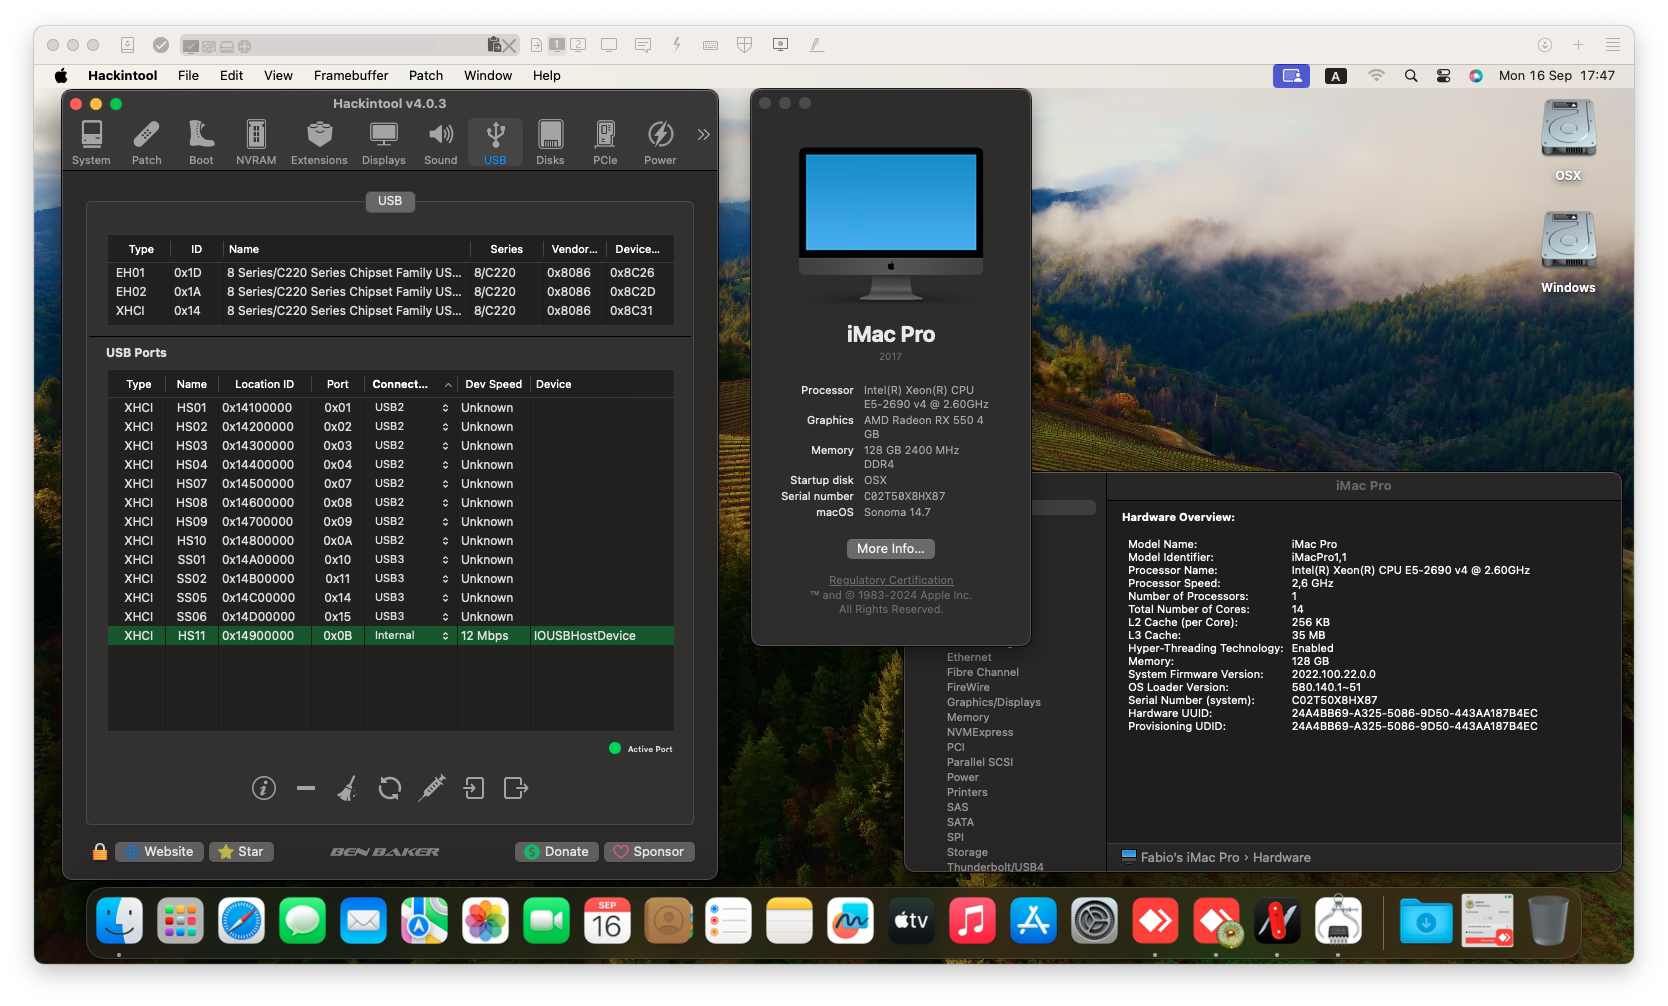 1 2
Hackintool File Edit View Framebuffer Patch Window Help
A Mon 16 Sep 17:47
Hackintool v4.0.3
System Patch Boot NVRAM Extensions Displays Sound USB Disks PCIe Power
USB
Type ID Name Series Vendor... Device...
EH01 0x1D 8 Series/C220 Series Chipset Family US... 8/C220 0x8086 0x8C26
EH02 0x1A 8 Series/C220 Series Chipset Family US... 8/C220 0x8086 0x8C2D
XHCI 0x14 8 Series/C220 Series Chipset Family US... 8/C220 0x8086 0x8C31
USB Ports
Type Name Location ID Port Connect... Dev Speed Device
XHCI HS01 0x14100000 0x01 USB2 Unknown
XHCI HS02 0x14200000 0x02 USB2 Unknown
XHCI HS03 0x14300000 0x03 USB2 Unknown
XHCI HS04 0x14400000 0x04 USB2 Unknown
XHCI HS07 0x14500000 0x07 USB2 Unknown
XHCI HS08 0x14600000 0x08 USB2 Unknown
XHCI HS09 0x14700000 0x09 USB2 Unknown
XHCI HS10 0x14800000 0x0A USB2 Unknown
XHCI SS01 0x14A00000 0x10 USB3 Unknown
XHCI SS02 0x14B00000 0x11 USB3 Unknown
XHCI SS05 0x14C00000 0x14 USB3 Unknown
XHCI SS06 0x14D00000 0x15 USB3 Unknown
XHCI HS11 0x14900000 0x0B Internal 12 Mbps IOUSBHostDevice
Active Port
Website Star BEN BAKER Donate Sponsor
iMac Pro
2017
Processor Intel(R) Xeon(R) CPU
E5-2690 v4 @ 2.60GHz
Graphics AMD Radeon RX 550 4
GB
Memory 128 GB 2400 MHz
DDR4
Startup disk OSX
Serial number C02T50X8HX87
macOS Sonoma 14.7
More Info...
Regulatory Certification
™ and © 1983-2024 Apple Inc.
All Rights Reserved.
OSX
Windows
iMac Pro
Ethernet
Fibre Channel
FireWire
Graphics/Displays
Memory
NVMExpress
PCI
Parallel SCSI
Power
Printers
SAS
SATA
SPI
Storage
Thunderbolt/USB4
Hardware Overview:
Model Name: iMac Pro
Model Identifier: iMacPro1,1
Processor Name: Intel(R) Xeon(R) CPU E5-2690 v4 @ 2.60GHz
Processor Speed: 2,6 GHz
Number of Processors: 1
Total Number of Cores: 14
L2 Cache (per Core): 256 KB
L3 Cache: 35 MB
Hyper-Threading Technology: Enabled
Memory: 128 GB
System Firmware Version: 2022.100.22.0.0
OS Loader Version: 580.140.1~51
Serial Number (system): C02T50X8HX87
Hardware UUID: 24A4BB69-A325-5086-9D50-443AA187B4EC
Provisioning UDID: 24A4BB69-A325-5086-9D50-443AA187B4EC
Fabio's iMac Pro › Hardware
SEP
16
tv